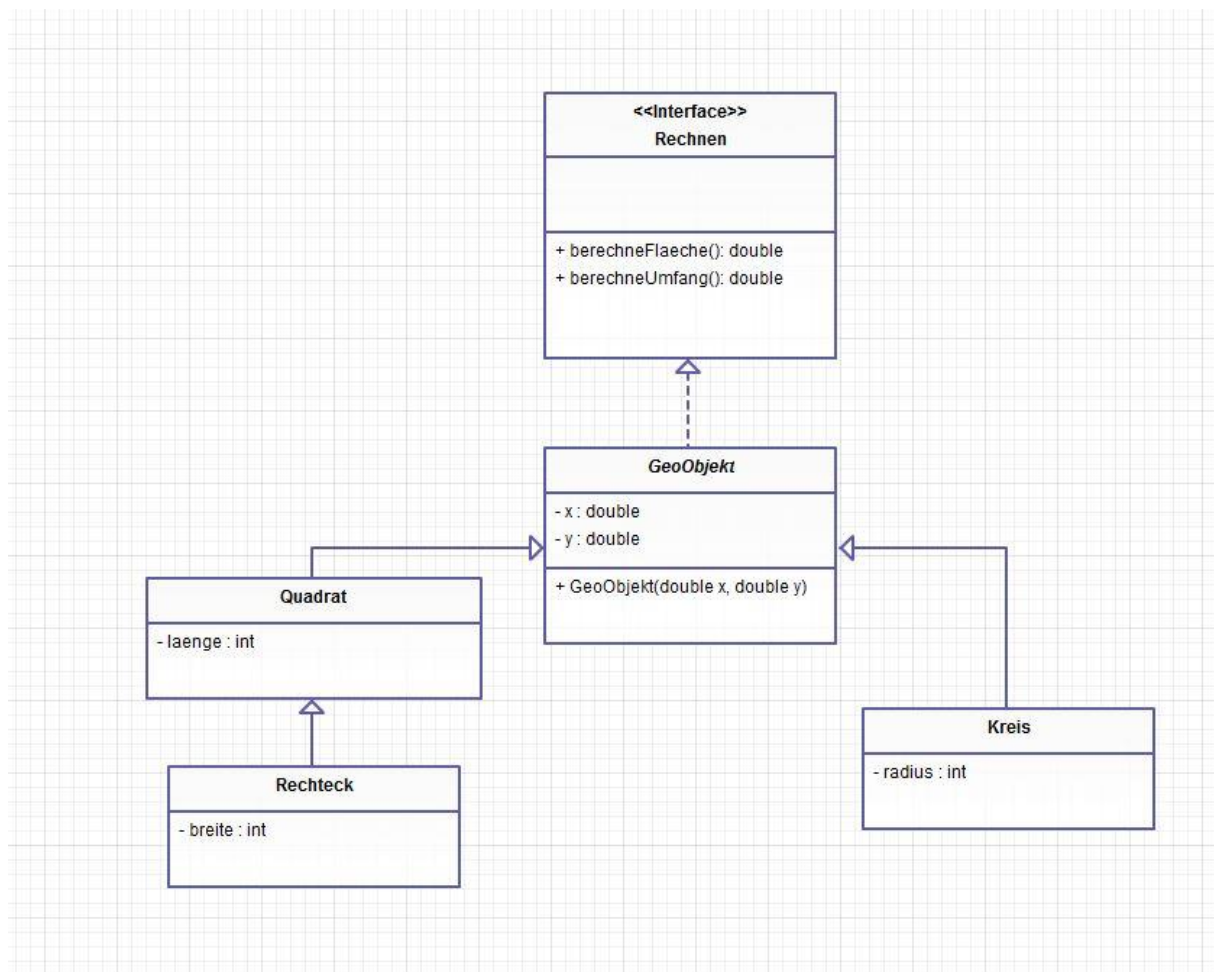 <<Interface>>
Rechnen
+ berechneFlaeche(): double
+ berechneUmfang(): double
GeoObjekt
- x : double
- y : double
+ GeoObjekt(double x, double y)
Quadrat
- laenge : int
Rechteck
- breite : int
Kreis
- radius : int